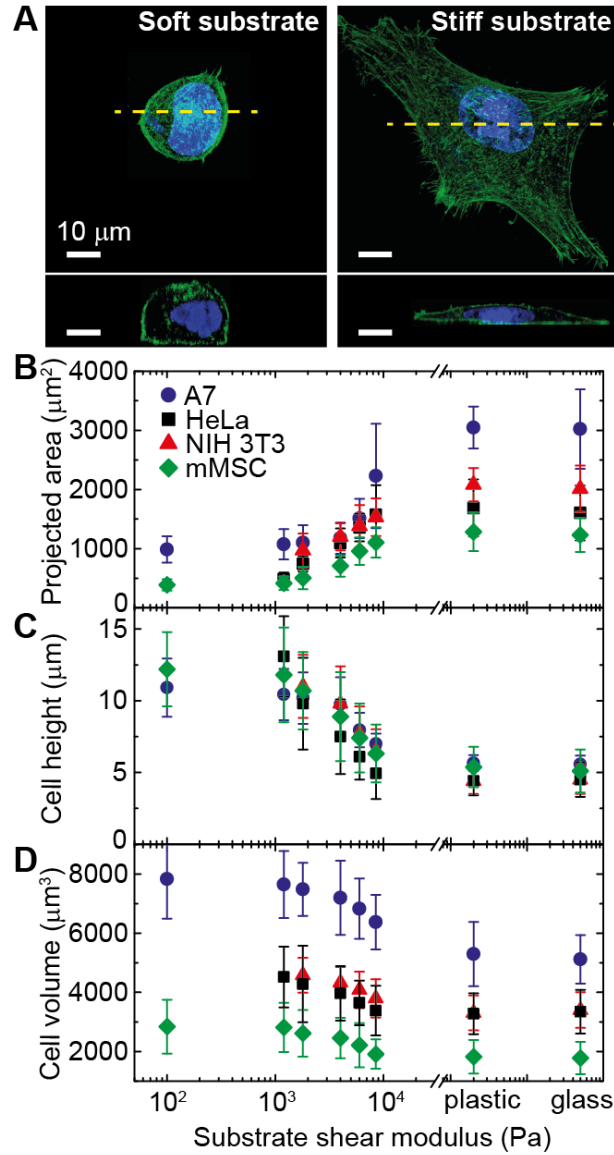 A
Soft substrate
Stiff substrate
10 μm
B
Projected area (μm²)
4000
3000
2000
1000
0
A7
HeLa
NIH 3T3
mMSC
C
Cell height (μm)
15
10
5
0
D
Cell volume (μm³)
8000
6000
4000
2000
10² 10³ 10⁴ plastic glass
Substrate shear modulus (Pa)